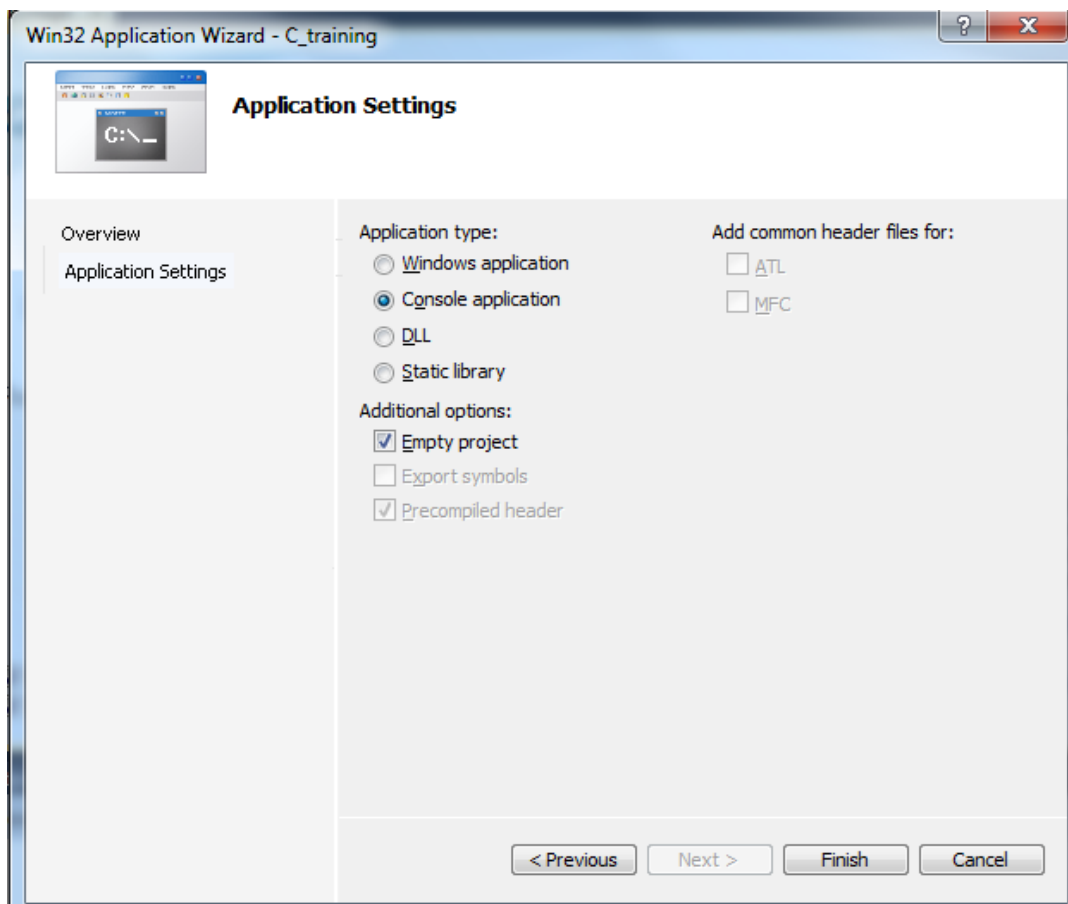 Win32 Application Wizard - C_training
C:\_
Application Settings
Overview
Application Settings
Application type:
Windows application
Console application
DLL
Static library
Additional options:
Empty project
Export symbols
Precompiled header
Add common header files for:
ATL
MFC
< Previous
Next >
Finish
Cancel